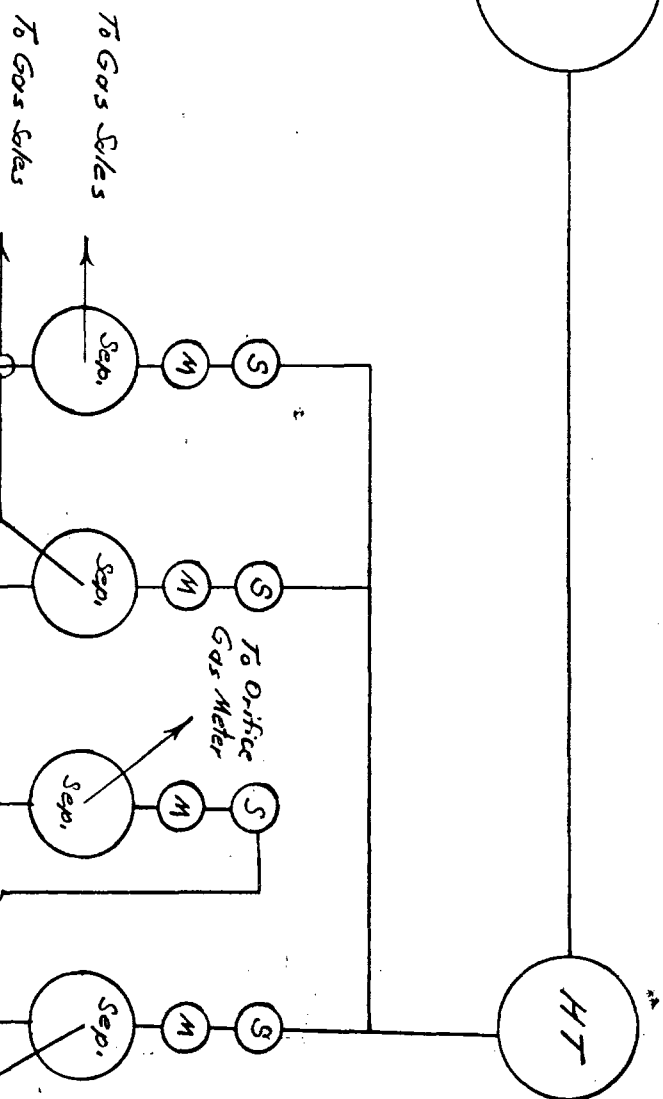 To Gas Sales
To Gas Sales
Sep.
M
S
Sep.
M
S
To Orifice
Gas Meter
Sep.
M
S
Sep.
M
S
HT